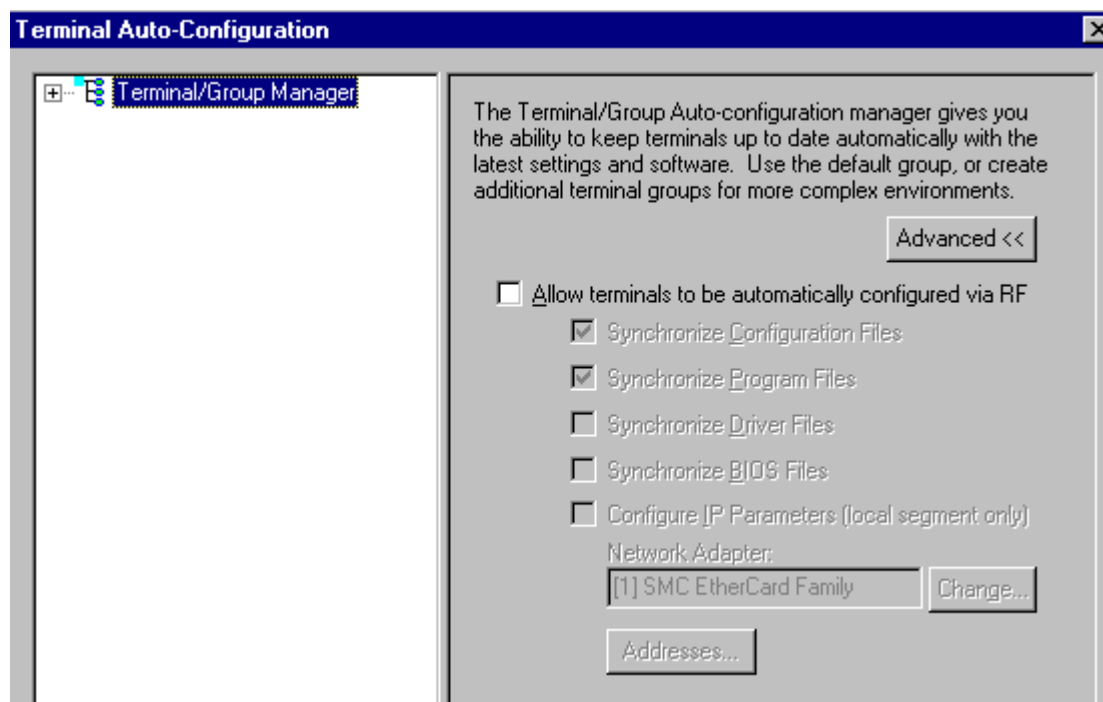 Terminal Auto-Configuration
Terminal/Group Manager
The Terminal/Group Auto-configuration manager gives you
the ability to keep terminals up to date automatically with the
latest settings and software. Use the default group, or create
additional terminal groups for more complex environments.
Advanced <<
Allow terminals to be automatically configured via RF
Synchronize Configuration Files
Synchronize Program Files
Synchronize Driver Files
Synchronize BIOS Files
Configure IP Parameters (local segment only)
Network Adapter:
[1] SMC EtherCard Family
Change...
Addresses...